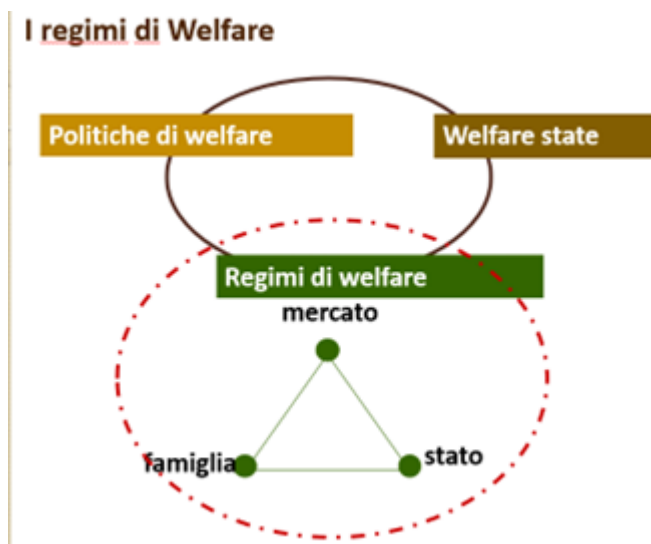 I regimi di Welfare
Politiche di welfare
Welfare state
Regimi di welfare
mercato
famiglia
stato